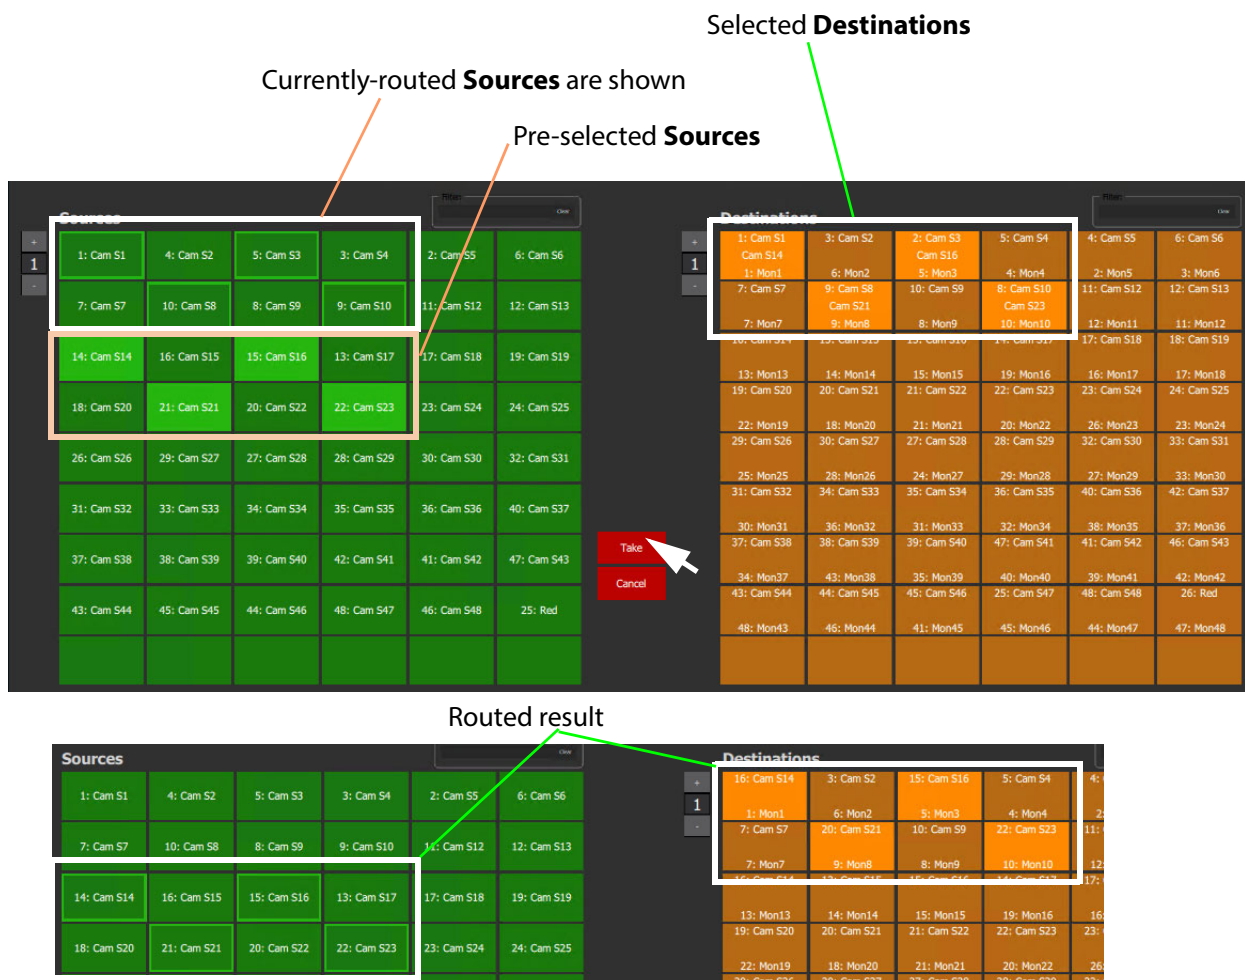 Selected Destinations
Currently-routed Sources are shown
Pre-selected Sources
Filter:
Clear
Filter:
Clear
Sources
Destinations
+
1
-
1: Cam S1
4: Cam S2
5: Cam S3
3: Cam S4
2: Cam S5
6: Cam S6
7: Cam S7
10: Cam S8
8: Cam S9
9: Cam S10
11: Cam S12
12: Cam S13
14: Cam S14
16: Cam S15
15: Cam S16
13: Cam S17
17: Cam S18
19: Cam S19
18: Cam S20
21: Cam S21
20: Cam S22
22: Cam S23
23: Cam S24
24: Cam S25
26: Cam S26
29: Cam S27
27: Cam S28
28: Cam S29
30: Cam S30
32: Cam S31
31: Cam S32
33: Cam S33
34: Cam S34
35: Cam S35
36: Cam S36
40: Cam S37
37: Cam S38
38: Cam S39
39: Cam S40
42: Cam S41
41: Cam S42
47: Cam S43
43: Cam S44
45: Cam S45
44: Cam S46
48: Cam S47
46: Cam S48
25: Red
Take
Cancel
+
1
-
1: Cam S1
Cam S14
1: Mon1
3: Cam S2
6: Mon2
2: Cam S3
Cam S16
5: Mon3
5: Cam S4
4: Mon4
4: Cam S5
2: Mon5
6: Cam S6
3: Mon6
7: Cam S7
7: Mon7
9: Cam S8
Cam S21
9: Mon8
10: Cam S9
8: Mon9
8: Cam S10
Cam S23
10: Mon10
11: Cam S12
12: Mon11
12: Cam S13
11: Mon12
13: Mon13
14: Mon14
15: Mon15
19: Mon16
17: Cam S18
16: Mon17
18: Cam S19
17: Mon18
19: Cam S20
22: Mon19
20: Cam S21
18: Mon20
21: Cam S22
21: Mon21
22: Cam S23
20: Mon22
23: Cam S24
26: Mon23
24: Cam S25
23: Mon24
29: Cam S26
25: Mon25
30: Cam S27
28: Mon26
27: Cam S28
24: Mon27
28: Cam S29
29: Mon28
32: Cam S30
27: Mon29
33: Cam S31
33: Mon30
31: Cam S32
30: Mon31
34: Cam S33
36: Mon32
35: Cam S34
31: Mon33
36: Cam S35
32: Mon34
40: Cam S36
38: Mon35
42: Cam S37
37: Mon36
37: Cam S38
34: Mon37
38: Cam S39
43: Mon38
39: Cam S40
35: Mon39
47: Cam S41
40: Mon40
41: Cam S42
39: Mon41
46: Cam S43
42: Mon42
43: Cam S44
48: Mon43
44: Cam S45
46: Mon44
45: Cam S46
41: Mon45
25: Cam S47
45: Mon46
48: Cam S48
44: Mon47
26: Red
47: Mon48
Routed result
Sources
Clear
Destinations
1: Cam S1
4: Cam S2
5: Cam S3
3: Cam S4
2: Cam S5
6: Cam S6
7: Cam S7
10: Cam S8
8: Cam S9
9: Cam S10
11: Cam S12
12: Cam S13
14: Cam S14
16: Cam S15
15: Cam S16
13: Cam S17
17: Cam S18
19: Cam S19
18: Cam S20
21: Cam S21
20: Cam S22
22: Cam S23
23: Cam S24
24: Cam S25
+
1
-
16: Cam S14
1: Mon1
3: Cam S2
6: Mon2
15: Cam S16
5: Mon3
5: Cam S4
4: Mon4
4:
2:
7: Cam S7
7: Mon7
20: Cam S21
9: Mon8
10: Cam S9
8: Mon9
22: Cam S23
10: Mon10
11:
12:
13: Mon13
14: Mon14
15: Mon15
19: Mon16
17:
16:
19: Cam S20
22: Mon19
20: Cam S21
18: Mon20
21: Cam S22
21: Mon21
22: Cam S23
20: Mon22
23:
26: